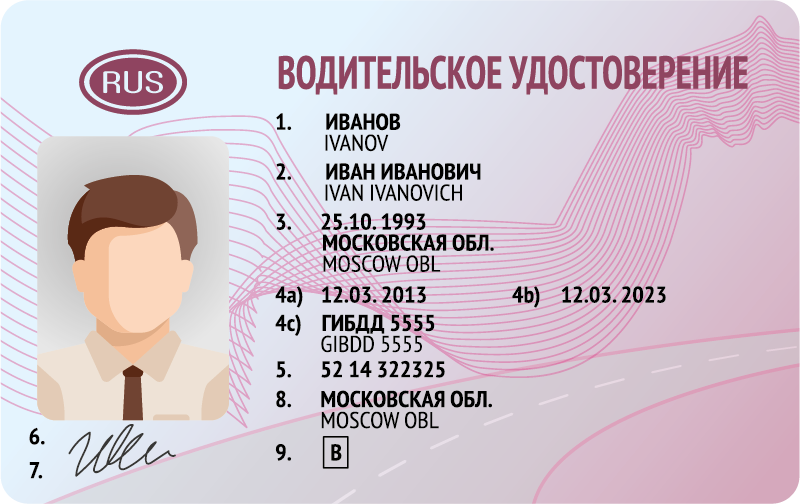 RUS
ВОДИТЕЛЬСКОЕ УДОСТОВЕРЕНИЕ
1. ИВАНОВ
IVANOV
2. ИВАН ИВАНОВИЧ
IVAN IVANOVICH
3. 25.10. 1993
МОСКОВСКАЯ ОБЛ.
MOSCOW OBL
4a) 12.03. 2013 4b) 12.03. 2023
4c) ГИБДД 5555
GIBDD 5555
5. 52 14 322325
8. МОСКОВСКАЯ ОБЛ.
MOSCOW OBL
6.
7.
9. B